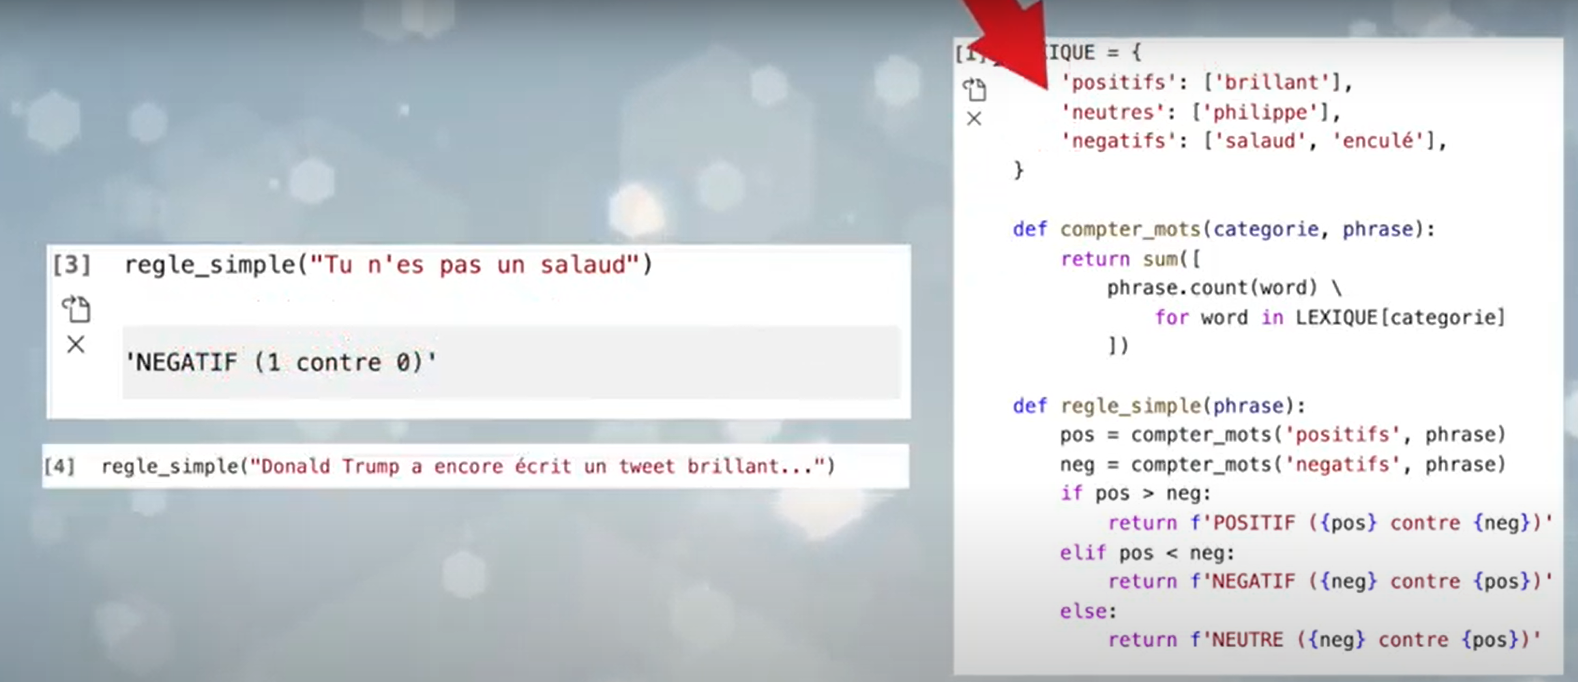 [3] regle_simple("Tu n'es pas un salaud")
'NEGATIF (1 contre 0)'
[4] regle_simple("Donald Trump a encore écrit un tweet brillant...")
[1] IQUE = {
'positifs': ['brillant'],
'neutres': ['philippe'],
'negatifs': ['salaud', 'enculé'],
}
def compter_mots(categorie, phrase):
return sum([
phrase.count(word) \
for word in LEXIQUE[categorie]
])
def regle_simple(phrase):
pos = compter_mots('positifs', phrase)
neg = compter_mots('negatifs', phrase)
if pos > neg:
return f'POSITIF ({pos} contre {neg})'
elif pos < neg:
return f'NEGATIF ({neg} contre {pos})'
else:
return f'NEUTRE ({neg} contre {pos})'